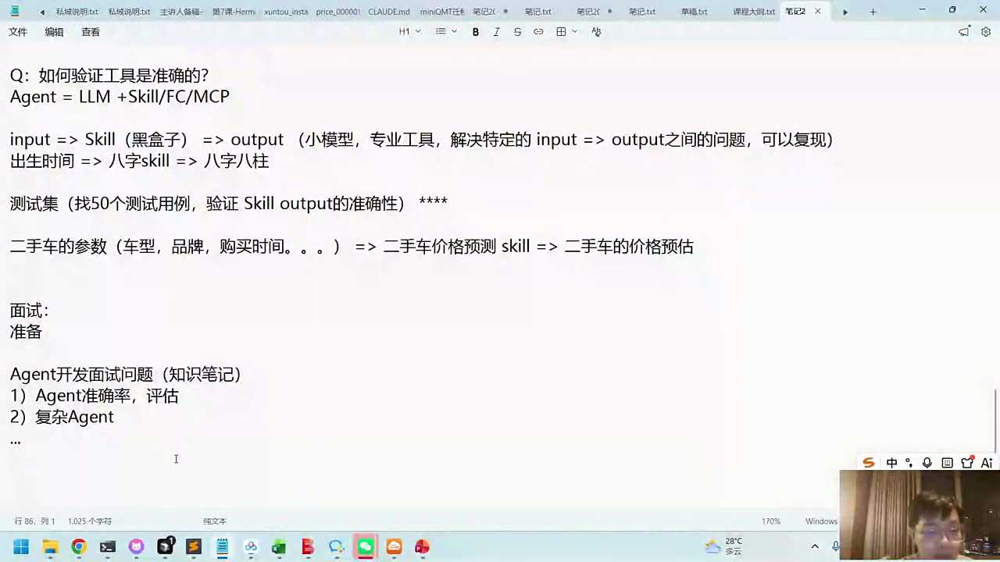 私域说明.txt
私域说明.txt
主讲人备稿-
第7课-Herm
xuntou_insta
price_000001
CLAUDE.md
miniQMT迁
笔记2(
笔记.txt
笔记2(
笔记.txt
草稿.txt
课程大纲.txt
笔记2
文件 编辑 查看
H1
Q：如何验证工具是准确的？
Agent = LLM +Skill/FC/MCP
input => Skill（黑盒子） => output （小模型，专业工具，解决特定的 input => output之间的问题，可以复现）
出生时间 => 八字skill => 八字八柱
测试集（找50个测试用例，验证 Skill output的准确性） ****
二手车的参数（车型，品牌，购买时间。。。） => 二手车价格预测 skill => 二手车的价格预估
面试：
准备
Agent开发面试问题（知识笔记）
1）Agent准确率，评估
2）复杂Agent
...
中
行 86，列 1
1,025 个字符
纯文本
170%
Windows
28°C
多云